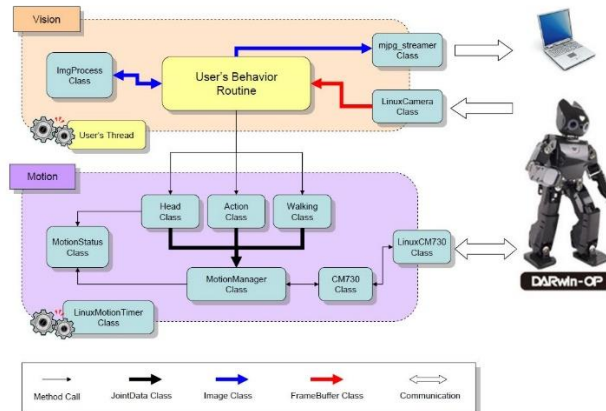 Vision
ImgProcess
Class
User's Behavior
Routine
mjpg_streamer
Class
LinuxCamera
Class
User's Thread
Motion
Head
Class
Action
Class
Walking
Class
MotionStatus
Class
MotionManager
Class
CM730
Class
LinuxCM730
Class
LinuxMotionTimer
Class
DARwIn-OP
Method Call
JointData Class
Image Class
FrameBuffer Class
Communication